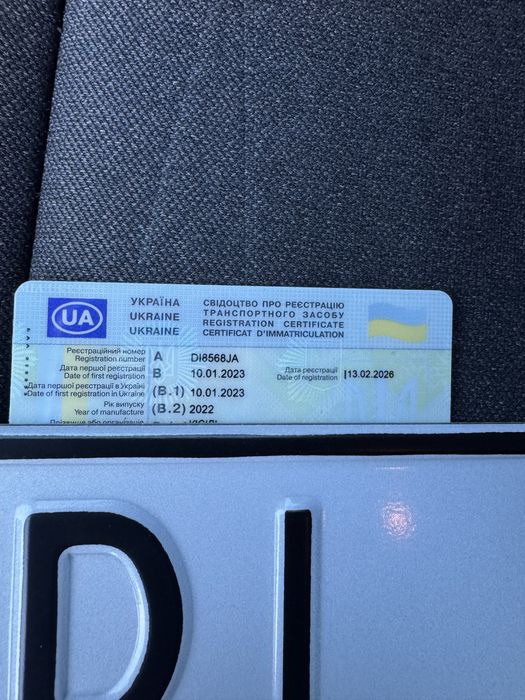 UA
УКРАЇНА
UKRAINE
UKRAINE
СВІДОЦТВО ПРО РЕЄСТРАЦІЮ
ТРАНСПОРТНОГО ЗАСОБУ
REGISTRATION CERTIFICATE
CERTIFICAT D'IMMATRICULATION
Реєстраційний номер
Registration number A DI8568JA
Дата першої реєстрації
Date of first registration B 10.01.2023
Дата реєстрації
Date of registration I 13.02.2026
Дата першої реєстрації в Україні
Date of first registration in Ukraine (B.1) 10.01.2023
Рік випуску
Year of manufacture (B.2) 2022
DI